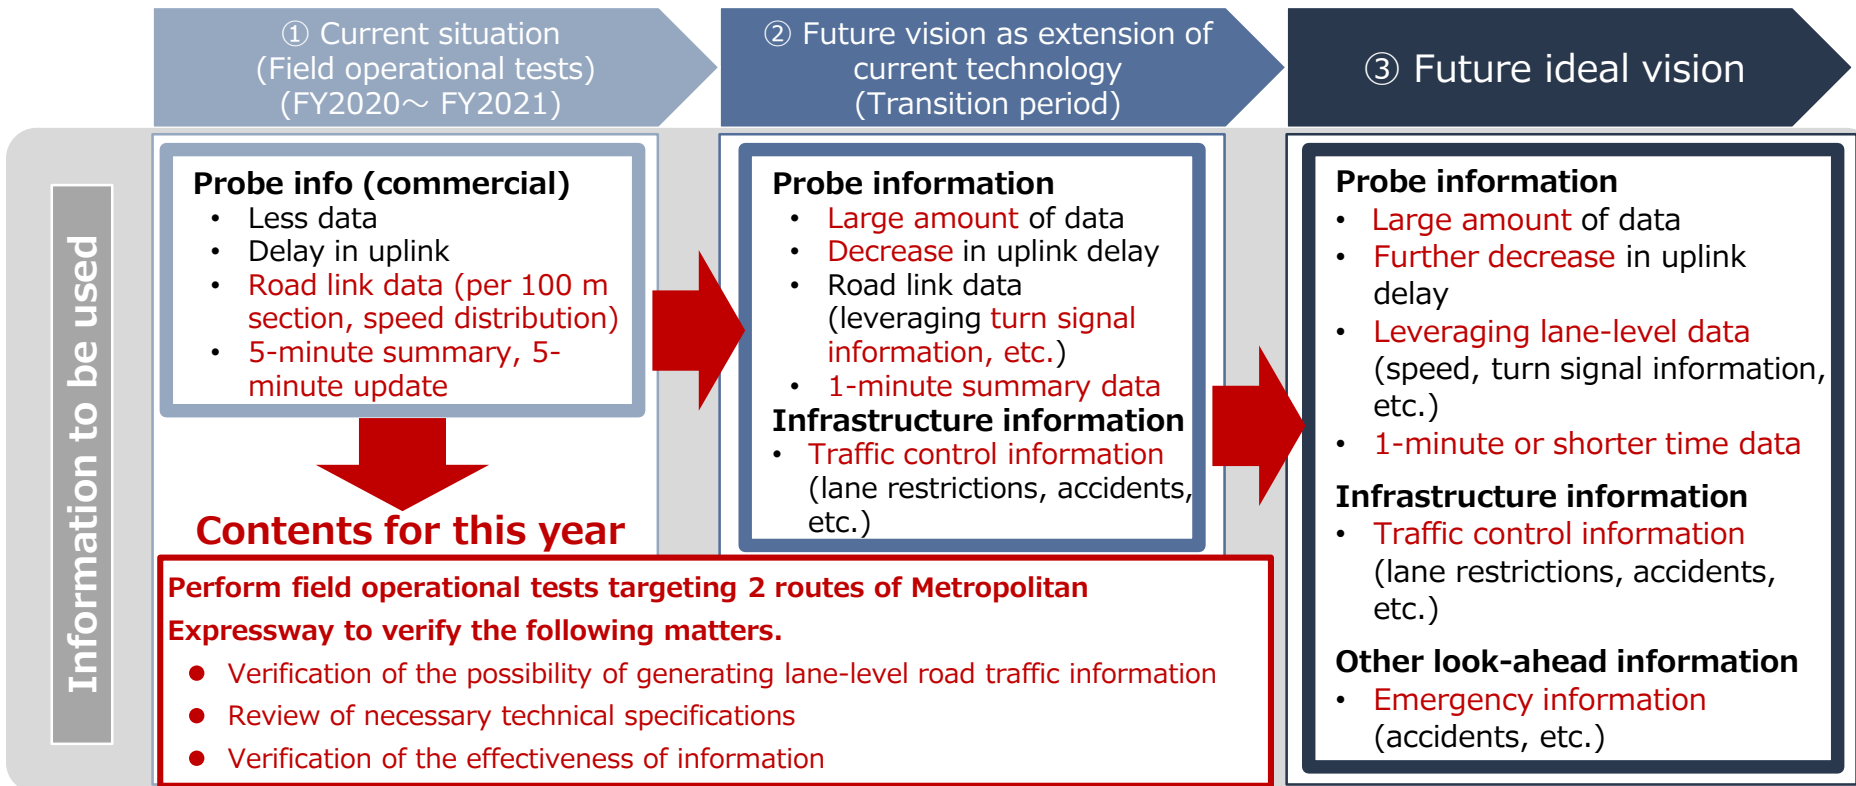 ① Current situation
(Field operational tests)
(FY2020～ FY2021)
② Future vision as extension of
current technology
(Transition period)
③ Future ideal vision
Information to be used
Probe info (commercial)
• Less data
• Delay in uplink
• Road link data (per 100 m
section, speed distribution)
• 5-minute summary, 5-
minute update
Contents for this year
Perform field operational tests targeting 2 routes of Metropolitan
Expressway to verify the following matters.
● Verification of the possibility of generating lane-level road traffic information
● Review of necessary technical specifications
● Verification of the effectiveness of information
Probe information
• Large amount of data
• Decrease in uplink delay
• Road link data
(leveraging turn signal
information, etc.)
• 1-minute summary data
Infrastructure information
• Traffic control information
(lane restrictions, accidents,
etc.)
Probe information
• Large amount of data
• Further decrease in uplink
delay
• Leveraging lane-level data
(speed, turn signal information,
etc.)
• 1-minute or shorter time data
Infrastructure information
• Traffic control information
(lane restrictions, accidents,
etc.)
Other look-ahead information
• Emergency information
(accidents, etc.)